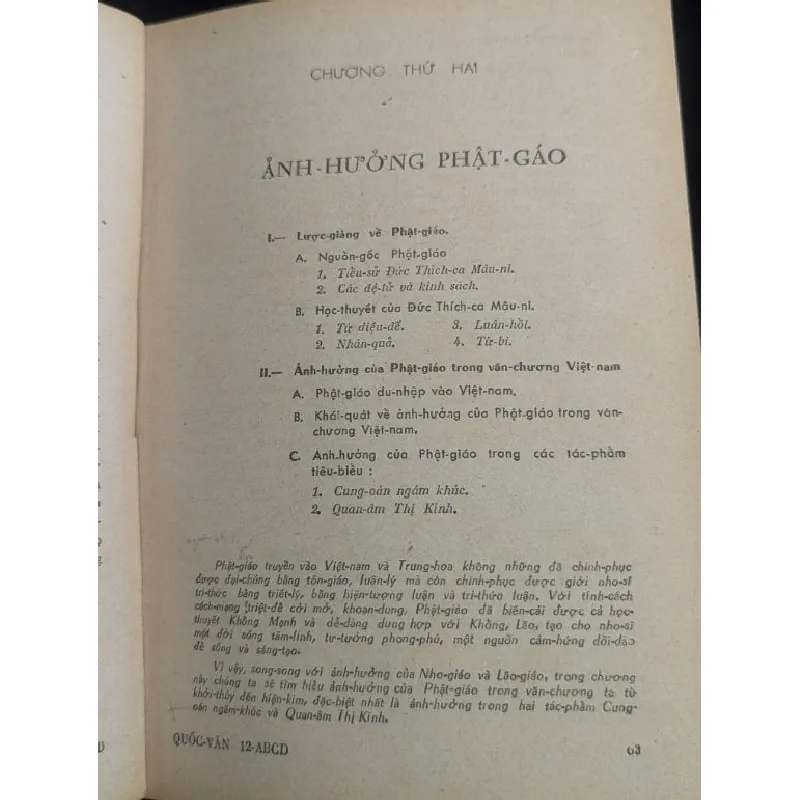 CHƯƠNG THỨ HAI
ẢNH-HƯỞNG PHẬT-GÁO
I.— Lược-giảng về Phật-giáo.
A. Nguồn-gốc Phật-giáo
1. Tiểu-sử Đức Thích-ca Mâu-ni.
2. Các đệ-tử và kinh sách.
B. Học-thuyết của Đức Thích-ca Mâu-ni.
1. Tứ diệu-đế. 3. Luân-hồi.
2. Nhân-quả. 4. Từ-bi.
II.— Ảnh-hưởng của Phật-giáo trong văn-chương Việt-nam
A. Phật-giáo du-nhập vào Việt-nam.
B. Khái-quát về ảnh-hưởng của Phật-giáo trong văn-
chương Việt-nam.
C. Ảnh-hưởng của Phật-giáo trong các tác-phẩm
tiêu-biểu :
1. Cung-oán ngâm khúc.
2. Quan-âm Thị Kính.
Phật-giáo truyền vào Việt-nam và Trung-hoa không những đã chinh-phục
được đại-chúng bằng tôn-giáo, luân-lý mà còn chinh-phục được giới nho-sĩ
trí-thức bằng triết-lý, bằng hiện-tượng luận và tri-thức luận. Với tính-cách
cách-mạng triệt-để cởi mở, khoan-dung, Phật-giáo đã biến-cải được cả học-
thuyết Khổng Mạnh và dễ-dàng dung hợp với Khổng, Lão, tạo cho nho-sĩ
một đời sống tâm-linh, tư-tưởng phong-phú, một nguồn cảm-hứng dồi-dào
để sống và sáng-tạo.
Vì vậy, song-song với ảnh-hưởng của Nho-giáo và Lão-giáo, trong chương
này chúng ta sẽ tìm hiểu ảnh-hưởng của Phật-giáo trong văn-chương ta từ
khởi-thủy đến hiện-kim, đặc-biệt nhất là ảnh-hưởng trong hai tác-phẩm Cung-
oán ngâm-khúc và Quan-âm Thị Kính.
QUỐC-VĂN 12-ABCD 63